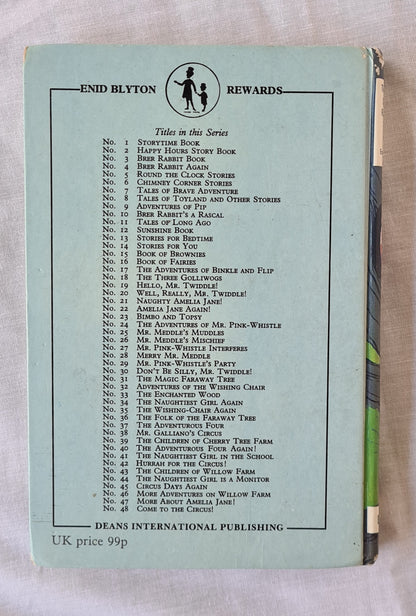 ENID BLYTON REWARDS
Titles in this Series
No. 1 Storytime Book
No. 2 Happy Hours Story Book
No. 3 Brer Rabbit Book
No. 4 Brer Rabbit Again
No. 5 Round the Clock Stories
No. 6 Chimney Corner Stories
No. 7 Tales of Brave Adventure
No. 8 Tales of Toyland and Other Stories
No. 9 Adventures of Pip
No. 10 Brer Rabbit's a Rascal
No. 11 Tales of Long Ago
No. 12 Sunshine Book
No. 13 Stories for Bedtime
No. 14 Stories for You
No. 15 Book of Brownies
No. 16 Book of Fairies
No. 17 The Adventures of Binkle and Flip
No. 18 The Three Golliwogs
No. 19 Hello, Mr. Twiddle!
No. 20 Well, Really, Mr. Twiddle!
No. 21 Naughty Amelia Jane!
No. 22 Amelia Jane Again!
No. 23 Bimbo and Topsy
No. 24 The Adventures of Mr. Pink-Whistle
No. 25 Mr. Meddle's Muddles
No. 26 Mr. Meddle's Mischief
No. 27 Mr. Pink-Whistle Interferes
No. 28 Merry Mr. Meddle
No. 29 Mr. Pink-Whistle's Party
No. 30 Don't Be Silly, Mr. Twiddle!
No. 31 The Magic Faraway Tree
No. 32 Adventures of the Wishing Chair
No. 33 The Enchanted Wood
No. 34 The Naughtiest Girl Again
No. 35 The Wishing-Chair Again
No. 36 The Folk of the Faraway Tree
No. 37 The Adventurous Four
No. 38 Mr. Galliano's Circus
No. 39 The Children of Cherry Tree Farm
No. 40 The Adventurous Four Again!
No. 41 The Naughtiest Girl in the School
No. 42 Hurrah for the Circus!
No. 43 The Children of Willow Farm
No. 44 The Naughtiest Girl is a Monitor
No. 45 Circus Days Again
No. 46 More Adventures on Willow Farm
No. 47 More About Amelia Jane!
No. 48 Come to the Circus!
DEANS INTERNATIONAL PUBLISHING
UK price 99p